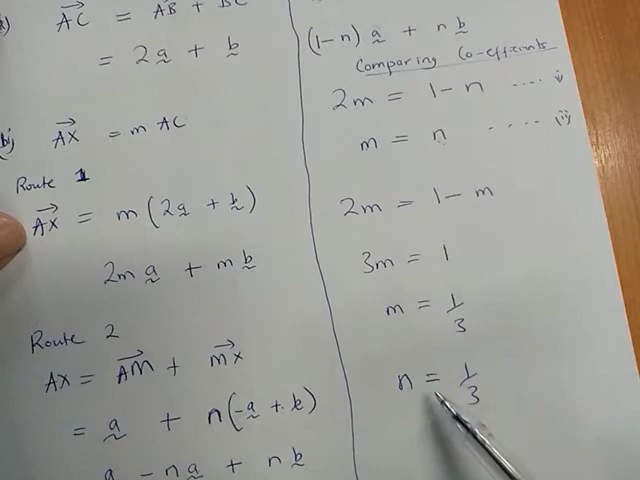 AC = AB + BC
= 2a + b
b) AX = m AC
Route 1
AX = m(2a + b)
2m a + m b
Route 2
AX = AM + MX
= a + n(-a + b)
a - na + n b
(1-n) a + n b
Comparing Co-efficients
2m = 1 - n .... i
m = n .... ii
2m = 1 - m
3m = 1
m = 1/3
n = 1/3